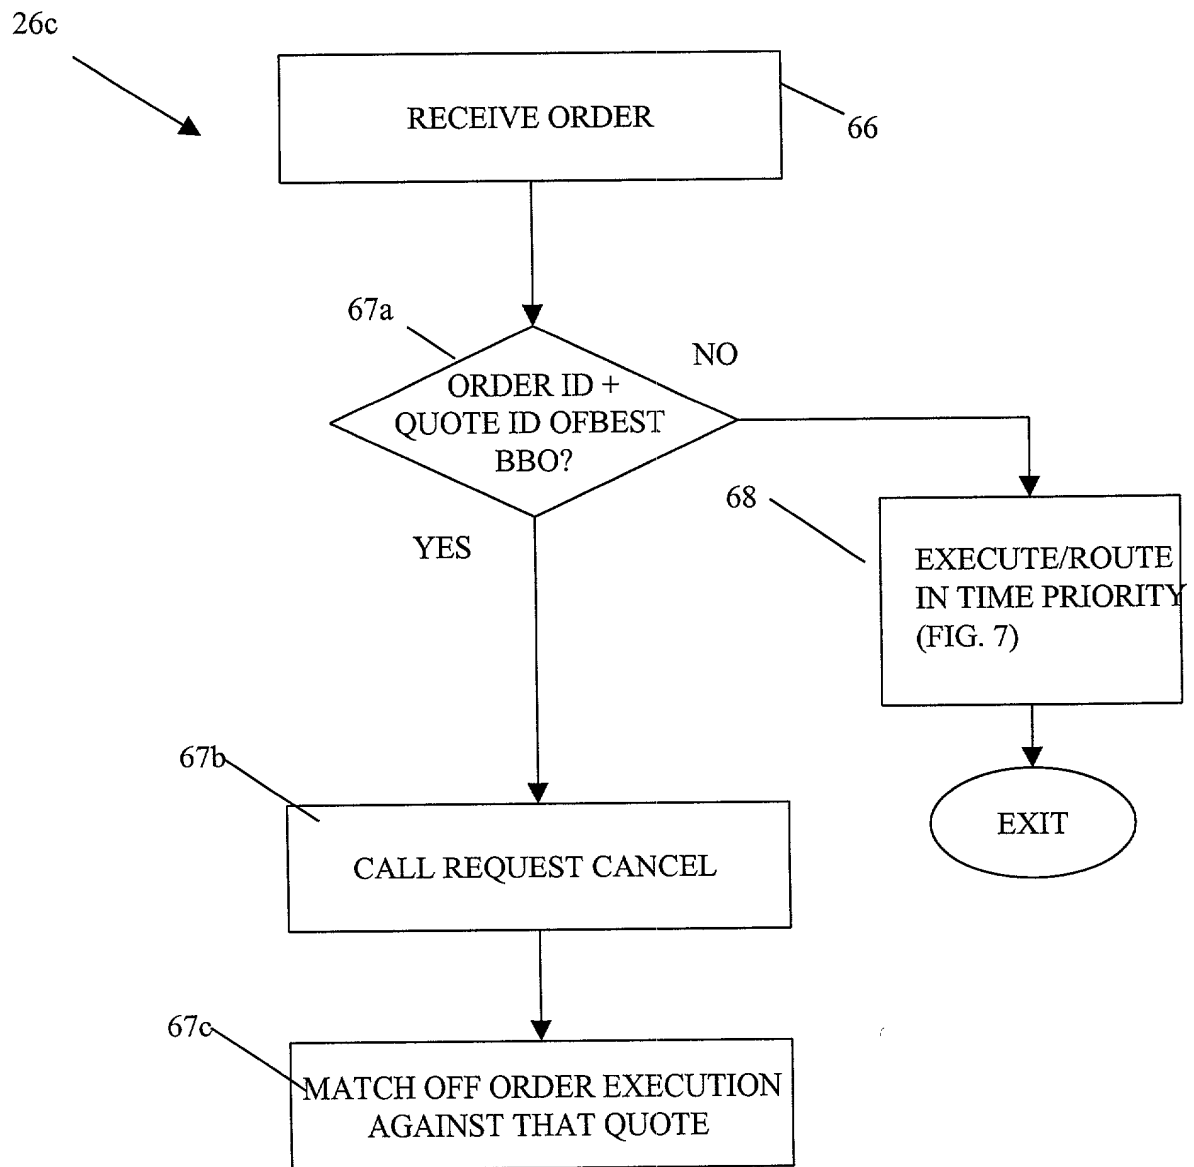 26c
RECEIVE ORDER
66
67a
NO
ORDER ID +
QUOTE ID OFBEST
BBO?
68
YES
EXECUTE/ROUTE
IN TIME PRIORITY
(FIG. 7)
67b
EXIT
CALL REQUEST CANCEL
67c
MATCH OFF ORDER EXECUTION
AGAINST THAT QUOTE